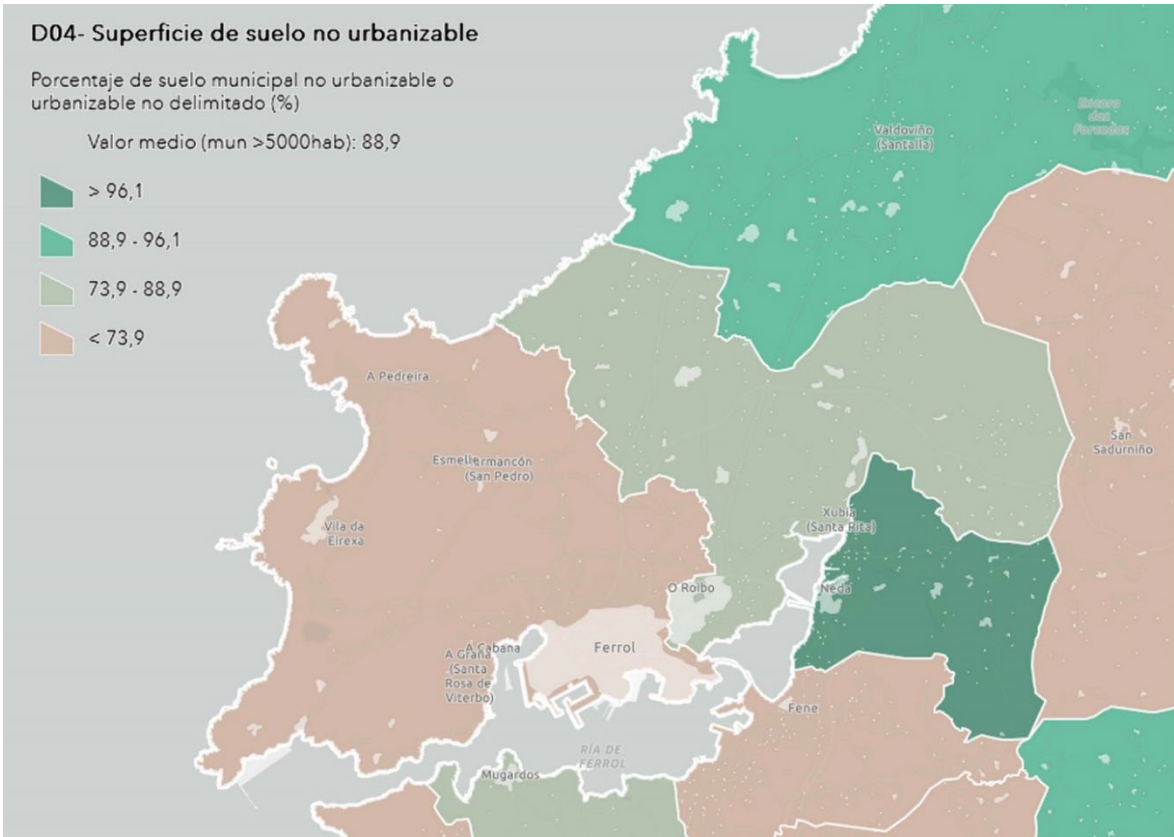 D04- Superficie de suelo no urbanizable
Porcentaje de suelo municipal no urbanizable o
urbanizable no delimitado (%)
Valor medio (mun >5000hab): 88,9
> 96,1
88,9 - 96,1
73,9 - 88,9
< 73,9
Valdoviño
(Santalla)
das
Forcadas
A Pedreira
Esmelle
(San Pedro)
San
Sadurniño
Vila da
Eirexa
Xubia
(Santa Rita)
O Roibo
Neda
Ferrol
A Cabana
A Graña
(Santa
Rosa de
Viterbo)
Fene
RÍA DE
FERROL
Mugardos